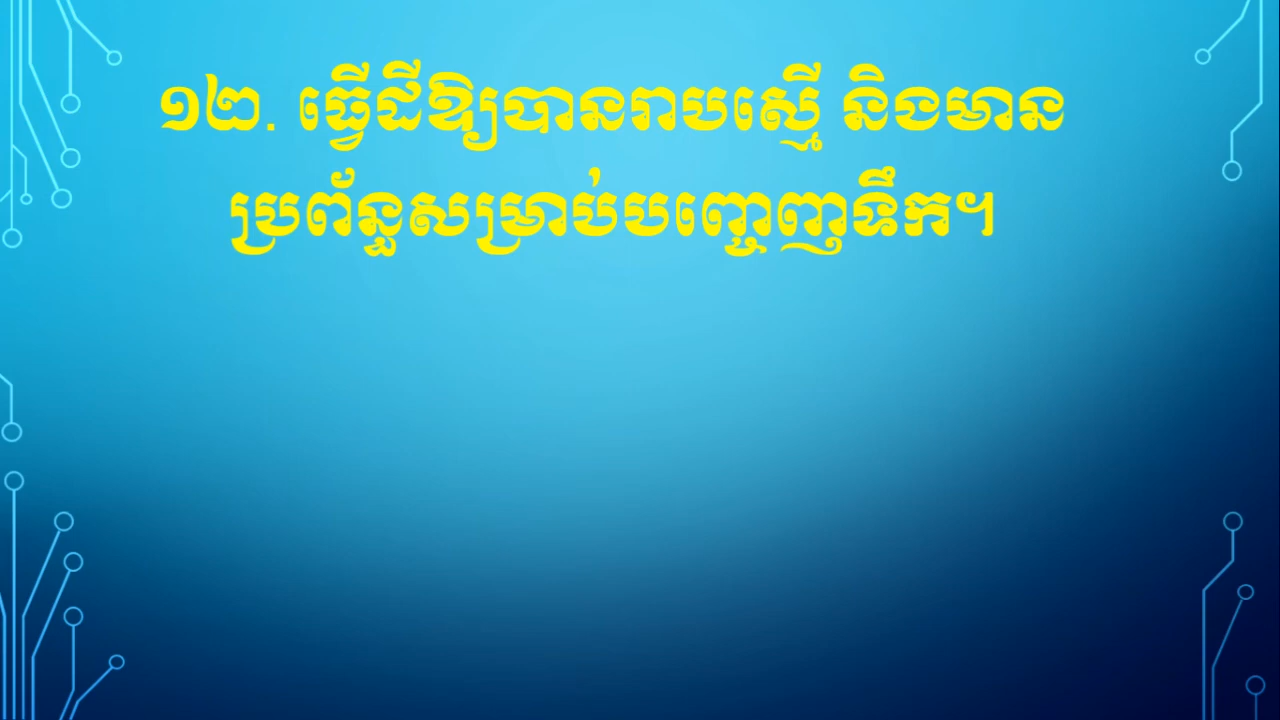 ១២. ធ្វើដីឱ្យបានរាបស្មើ និងមាន
ប្រព័ន្ធសម្រាប់បញ្ចេញទឹក។